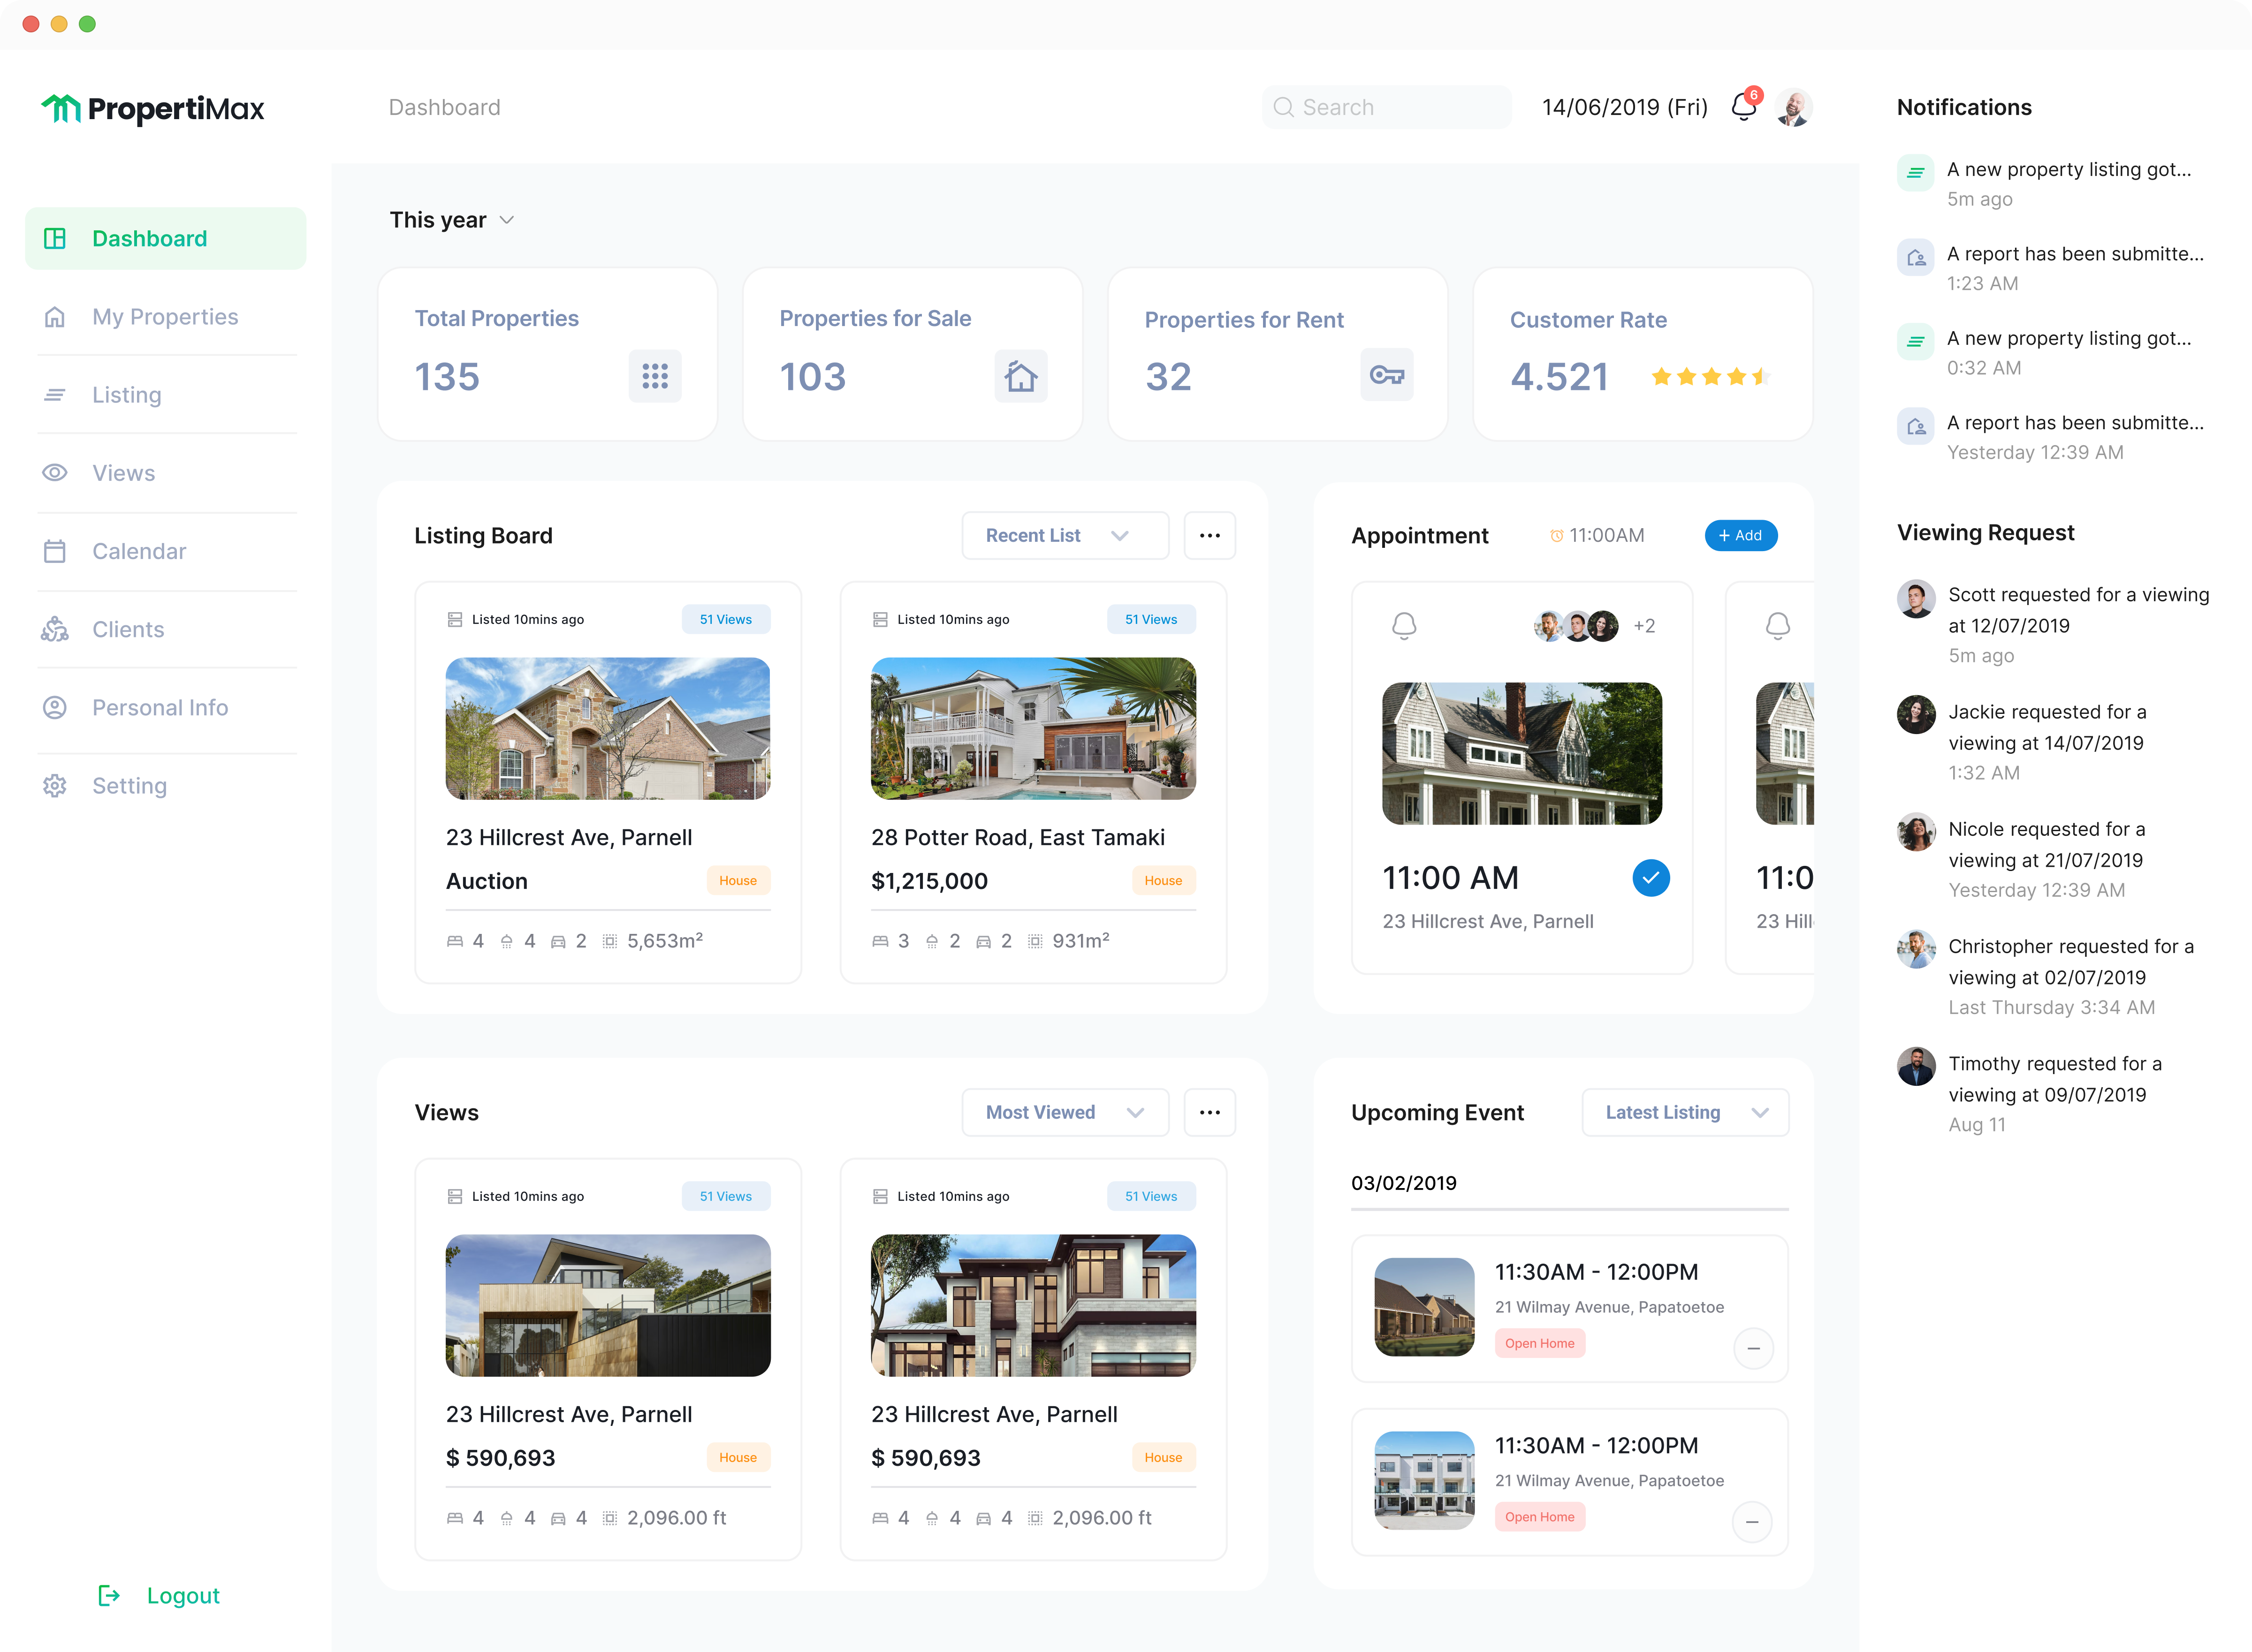 PropertiMax
Dashboard
Search
14/06/2019 (Fri)
6
Dashboard
My Properties
Listing
Views
Calendar
Clients
Personal Info
Setting
Logout
This year
Total Properties
135
Properties for Sale
103
Properties for Rent
32
Customer Rate
4.521
Listing Board
Recent List
Listed 10mins ago
51 Views
23 Hillcrest Ave, Parnell
Auction
House
4 4 2 5,653m²
Listed 10mins ago
51 Views
28 Potter Road, East Tamaki
$1,215,000
House
3 2 2 931m²
Appointment
11:00AM
+ Add
+2
11:00 AM
23 Hillcrest Ave, Parnell
11:0
23 Hill
Views
Most Viewed
Listed 10mins ago
51 Views
23 Hillcrest Ave, Parnell
$ 590,693
House
4 4 4 2,096.00 ft
Listed 10mins ago
51 Views
23 Hillcrest Ave, Parnell
$ 590,693
House
4 4 4 2,096.00 ft
Upcoming Event
Latest Listing
03/02/2019
11:30AM - 12:00PM
21 Wilmay Avenue, Papatoetoe
Open Home
11:30AM - 12:00PM
21 Wilmay Avenue, Papatoetoe
Open Home
Notifications
A new property listing got...
5m ago
A report has been submitte...
1:23 AM
A new property listing got...
0:32 AM
A report has been submitte...
Yesterday 12:39 AM
Viewing Request
Scott requested for a viewing
at 12/07/2019
5m ago
Jackie requested for a
viewing at 14/07/2019
1:32 AM
Nicole requested for a
viewing at 21/07/2019
Yesterday 12:39 AM
Christopher requested for a
viewing at 02/07/2019
Last Thursday 3:34 AM
Timothy requested for a
viewing at 09/07/2019
Aug 11